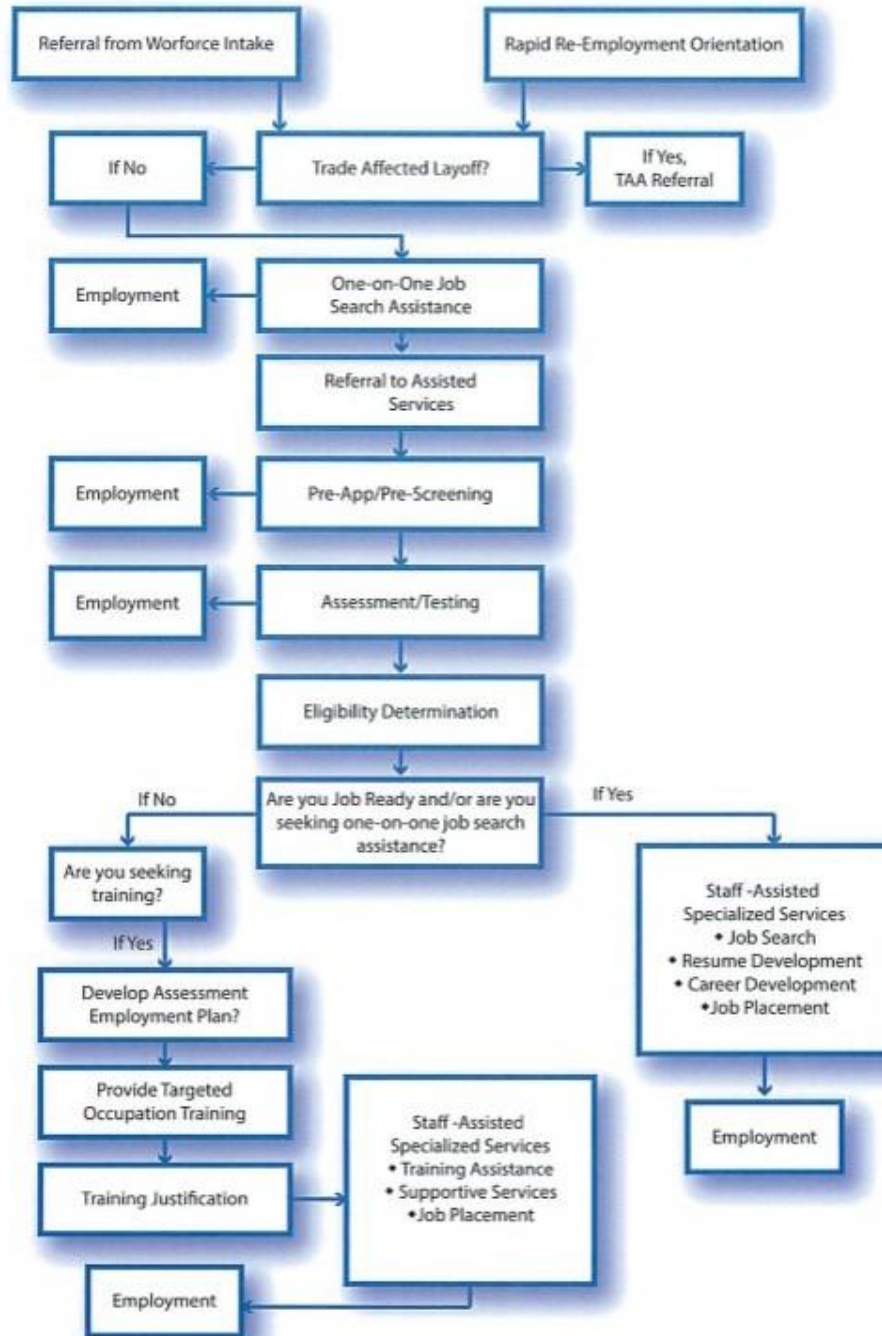 Referral from Worforce Intake
Rapid Re-Employment Orientation
If No
Trade Affected Layoff?
If Yes,
TAA Referral
Employment
One-on-One Job
Search Assistance
Referral to Assisted
Services
Employment
Pre-App/Pre-Screening
Employment
Assessment/Testing
Eligibility Determination
If No
Are you Job Ready and/or are you
seeking one-on-one job search
assistance?
If Yes
Are you seeking
training?
If Yes
Staff -Assisted
Specialized Services
• Job Search
• Resume Development
• Career Development
•Job Placement
Develop Assessment
Employment Plan?
Provide Targeted
Occupation Training
Training Justification
Staff -Assisted
Specialized Services
• Training Assistance
• Supportive Services
•Job Placement
Employment
Employment